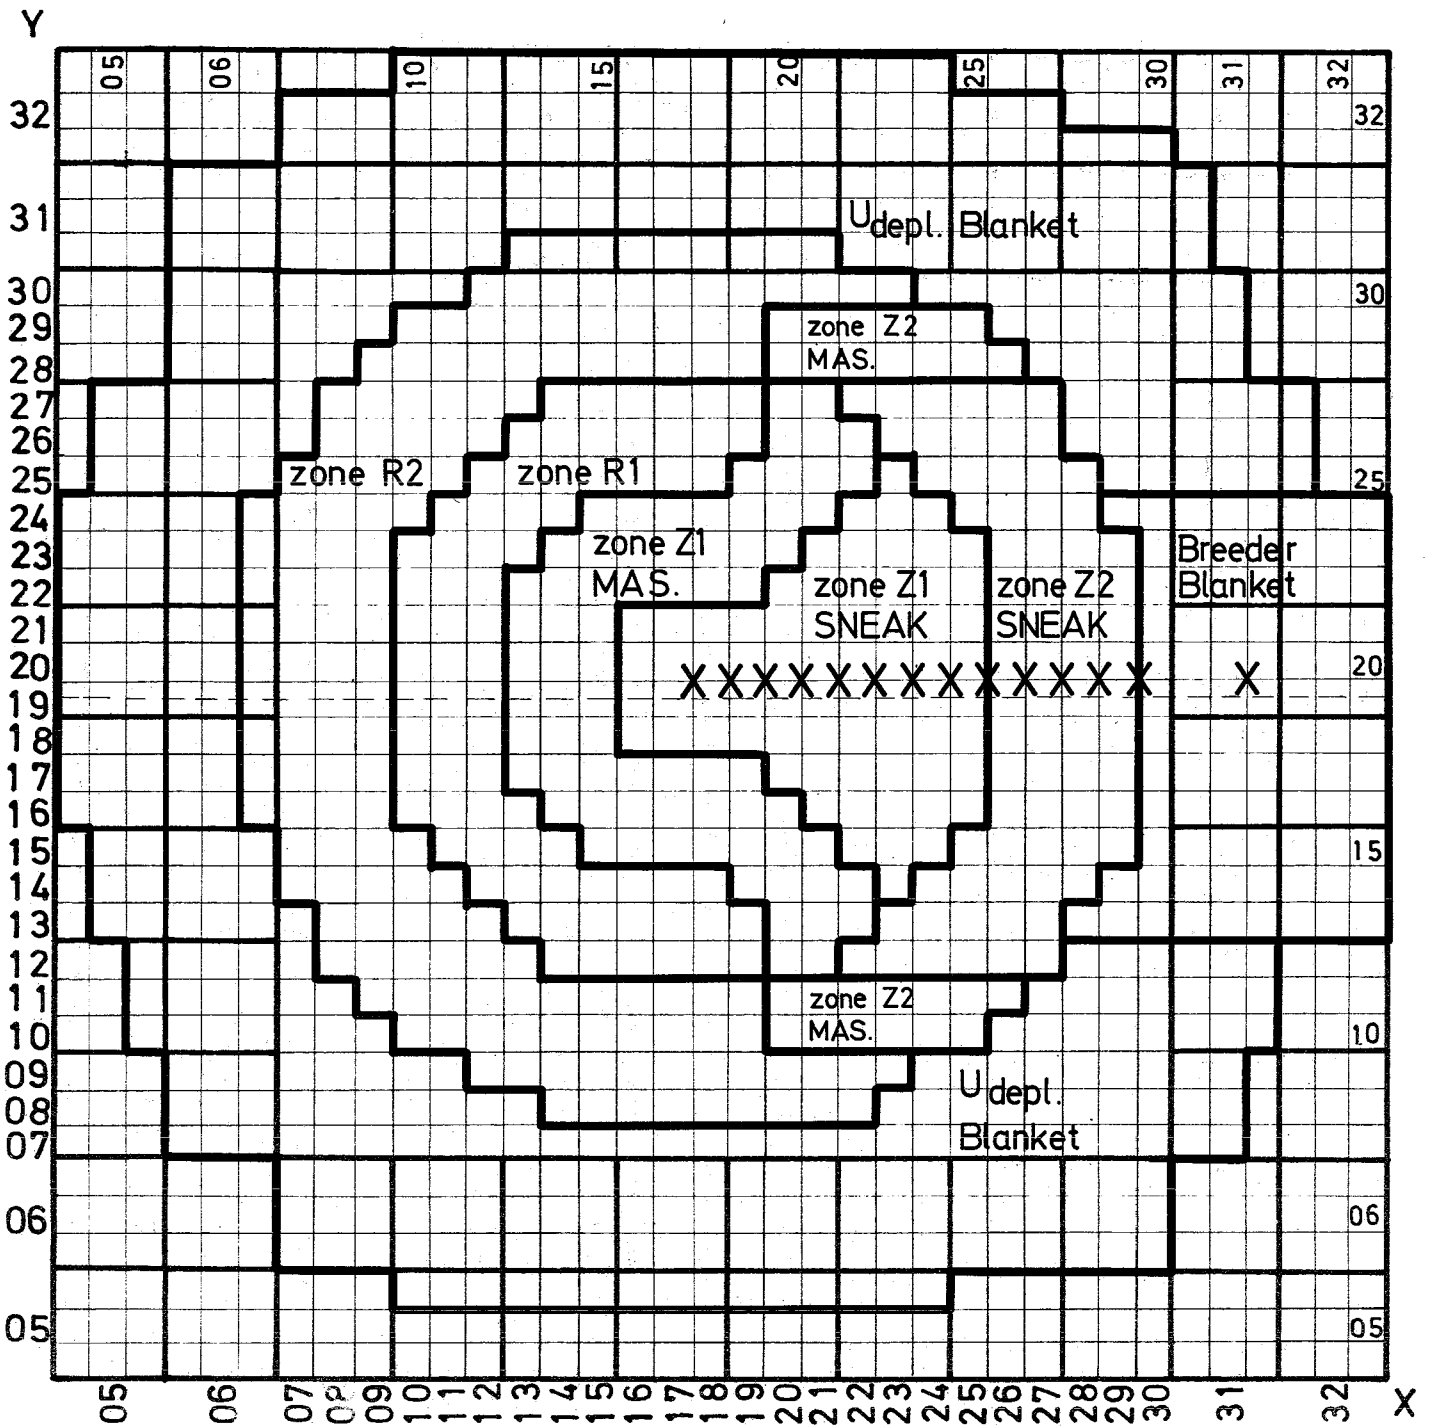 Y
05 06 10 15 20 25 30 31 32
32 32
31 U depl. Blanket
30 30
29 zone Z2
MAS.
28
27
26
zone R2 zone R1
25 25
24
zone Z1 Breeder
23
MAS. zone Z1 zone Z2 Blanket
22
SNEAK SNEAK
21
20 X X X X X X X X X X X X X X 20
19
18
17
16
15 15
14
13
12
11 zone Z2
MAS.
10 10
09 U depl.
08
Blanket
07
06 06
05 05
05 06 07 08 09 10 11 12 13 14 15 16 17 18 19 20 21 22 23 24 25 26 27 28 29 30 31 32 X